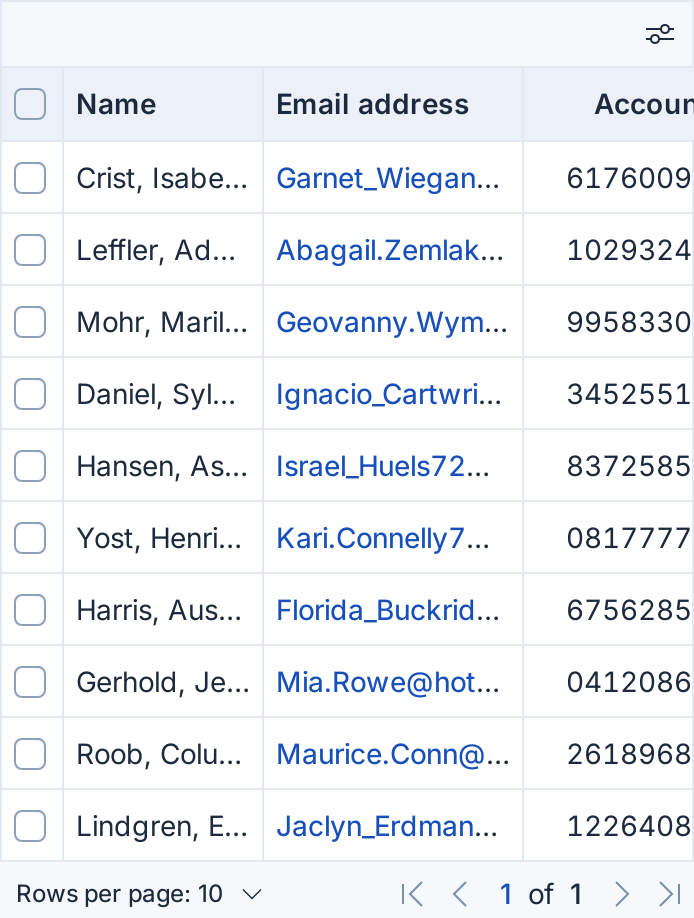 Name Email address Accoun
Crist, Isabe... Garnet_Wiegan... 6176009
Leffler, Ad... Abagail.Zemlak... 1029324
Mohr, Maril... Geovanny.Wym... 9958330
Daniel, Syl... Ignacio_Cartwri... 3452551
Hansen, As... Israel_Huels72... 8372585
Yost, Henri... Kari.Connelly7... 0817777
Harris, Aus... Florida_Buckrid... 6756285
Gerhold, Je... Mia.Rowe@hot... 0412086
Roob, Colu... Maurice.Conn@... 2618968
Lindgren, E... Jaclyn_Erdman... 1226408
Rows per page: 10 1 of 1